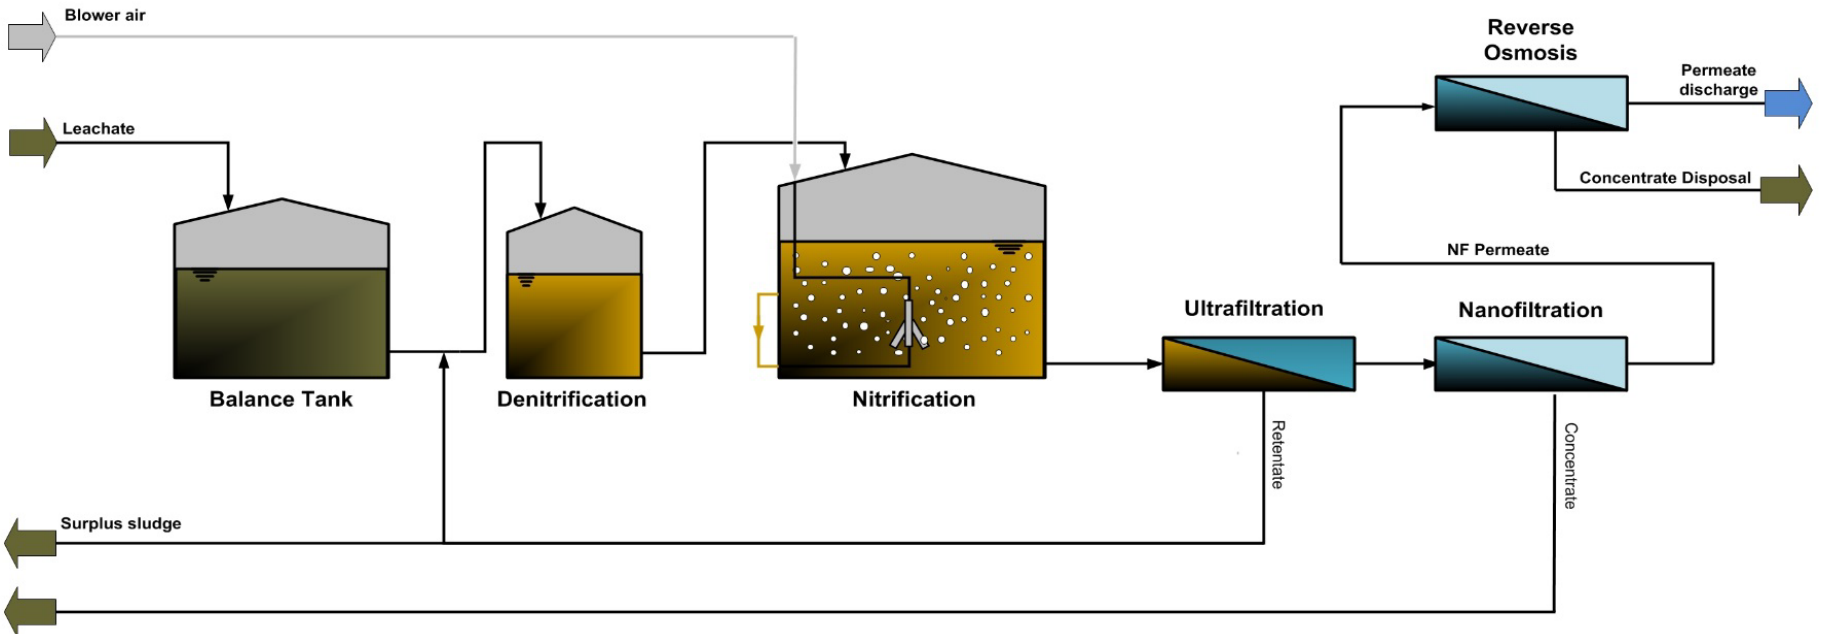 Blower air
Reverse
Osmosis
Permeate
discharge
Leachate
Concentrate Disposal
NF Permeate
Ultrafiltration
Nanofiltration
Balance Tank
Denitrification
Nitrification
Retentate
Concentrate
Surplus sludge